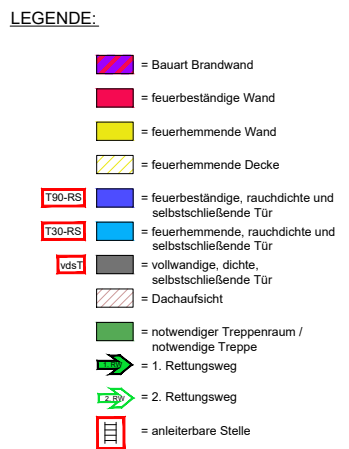 LEGENDE:
= Bauart Brandwand
= feuerbeständige Wand
= feuerhemmende Wand
= feuerhemmende Decke
T90-RS = feuerbeständige, rauchdichte und
selbstschließende Tür
T30-RS = feuerhemmende, rauchdichte und
selbstschließende Tür
vdsT = vollwandige, dichte,
selbstschließende Tür
= Dachaufsicht
= notwendiger Treppenraum /
notwendige Treppe
1. RW = 1. Rettungsweg
2. RW = 2. Rettungsweg
= anleiterbare Stelle